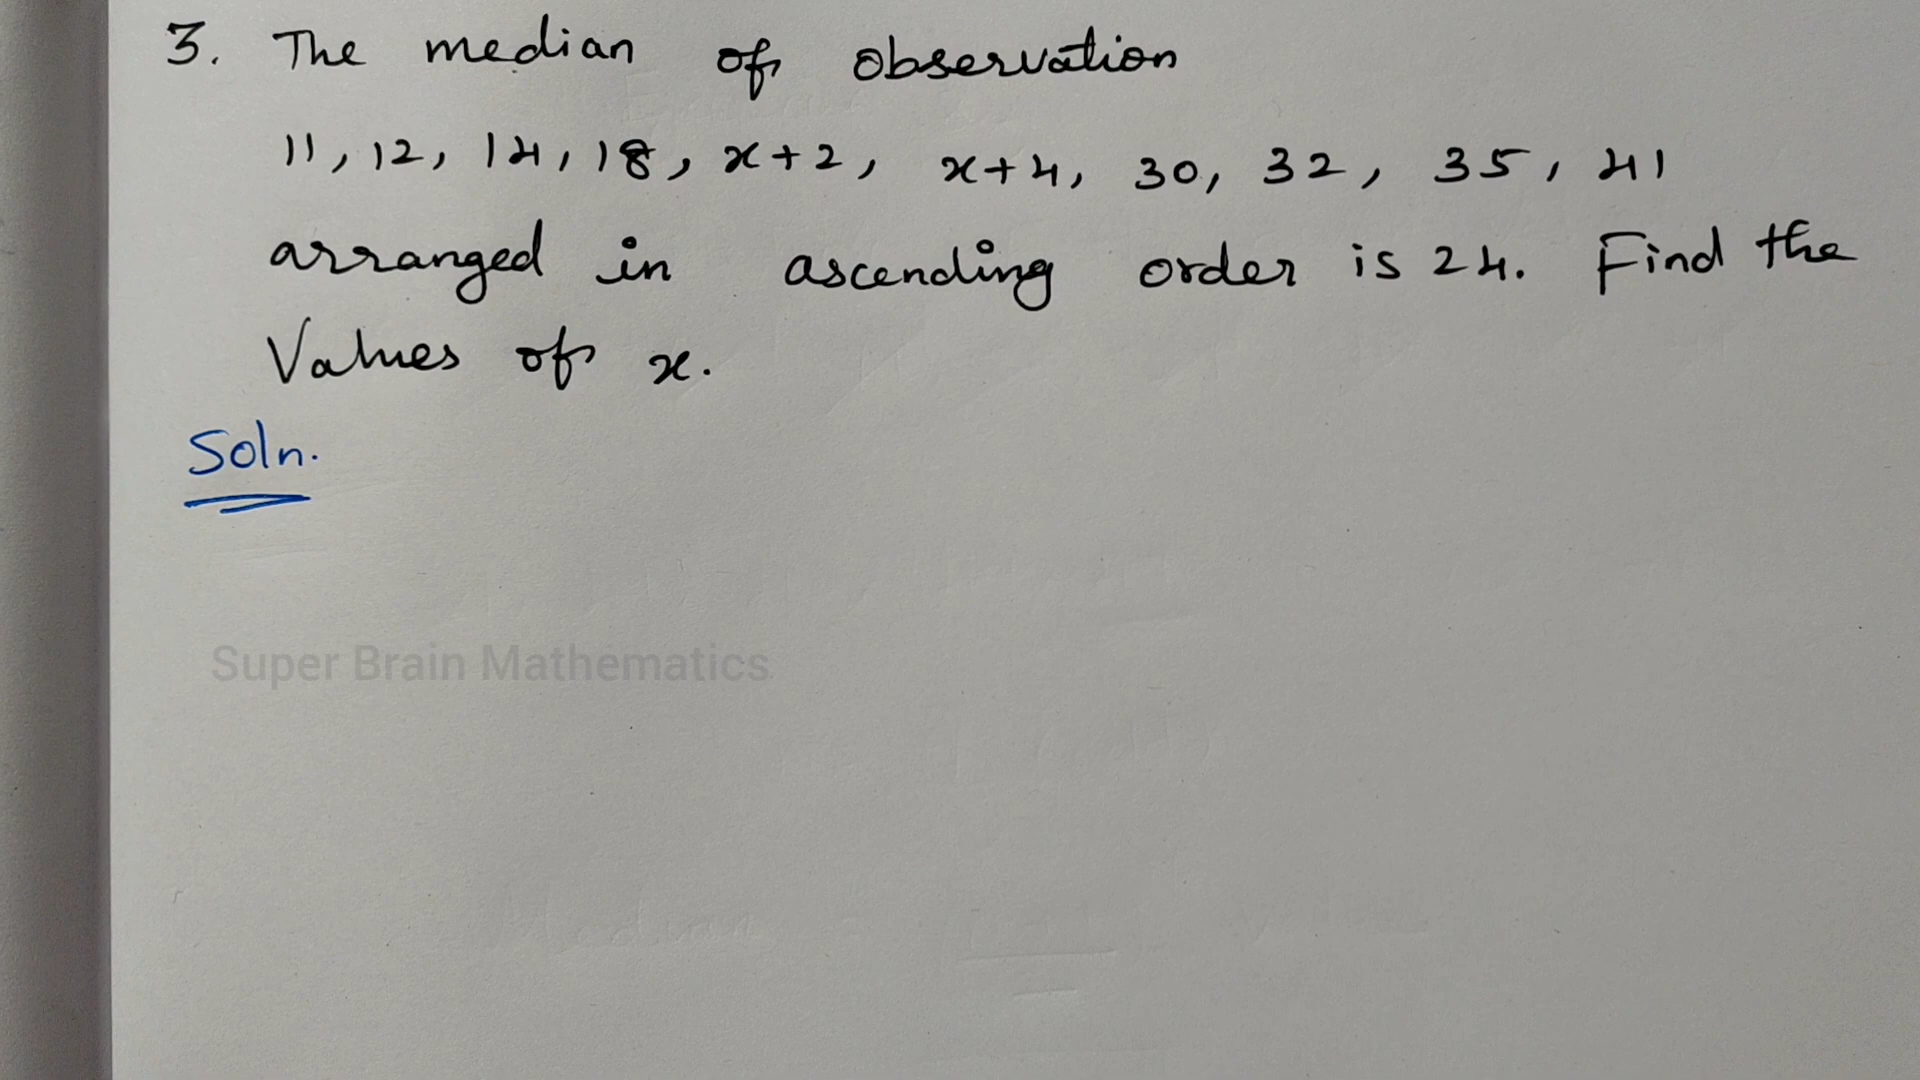 3. The median of observation
11, 12, 14, 18, x+2, x+4, 30, 32, 35, 41
arranged in ascending order is 24. Find the
Values of x.
Soln.
Super Brain Mathematics